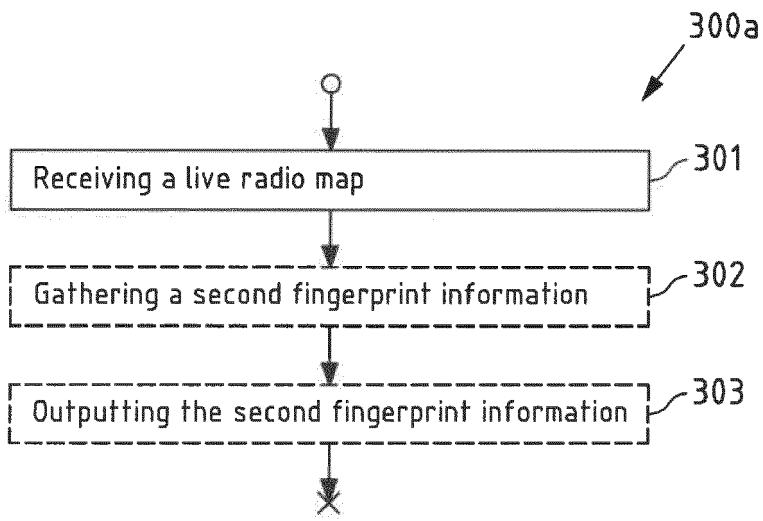 300a
Receiving a live radio map
301
Gathering a second fingerprint information
302
Outputting the second fingerprint information
303